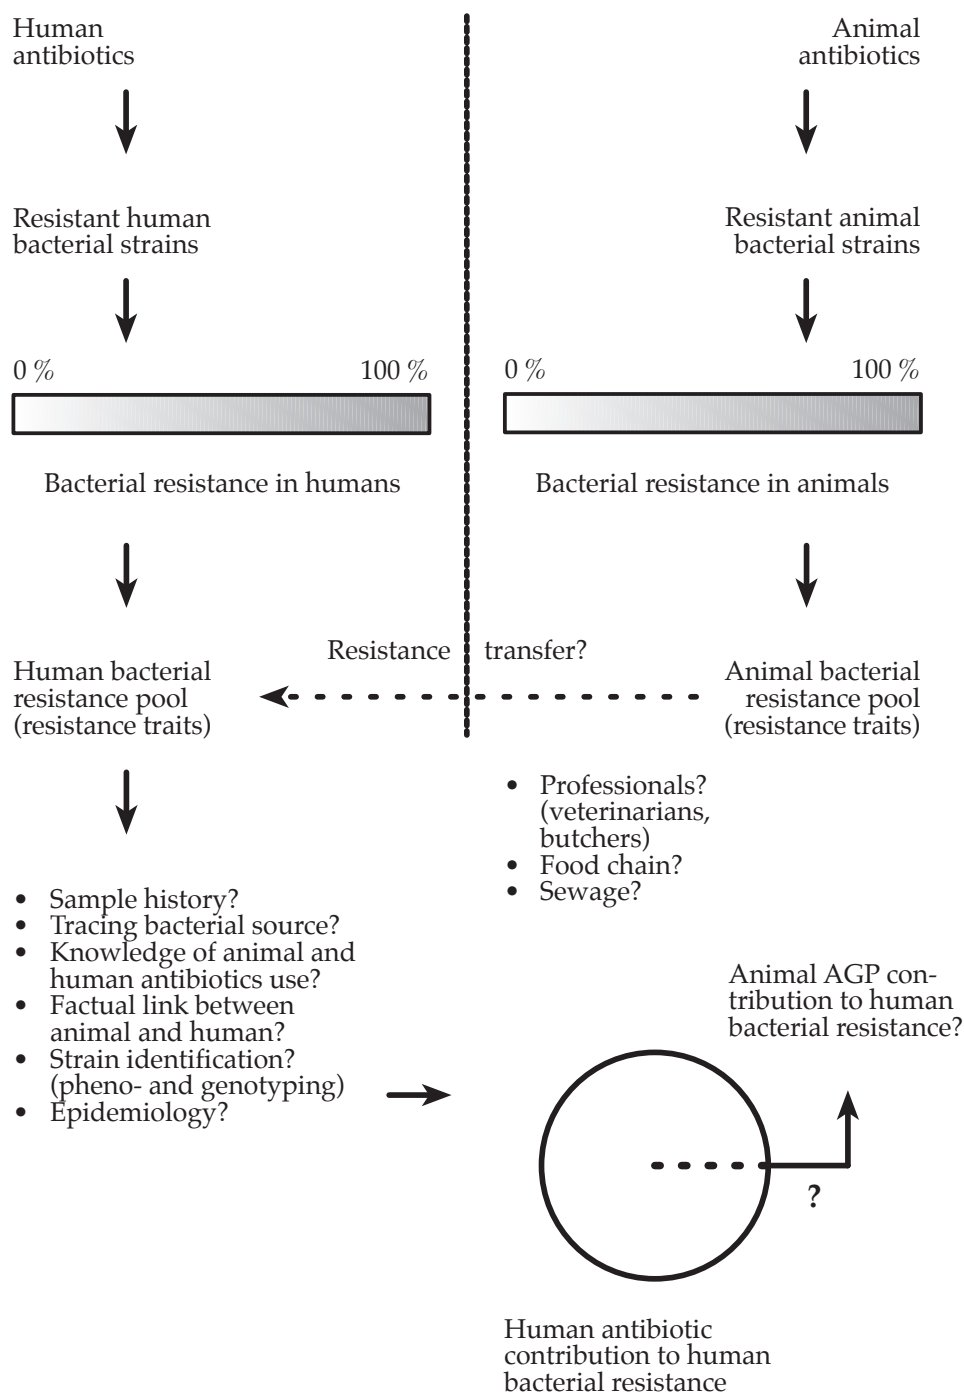 Human
antibiotics
Animal
antibiotics
Resistant human
bacterial strains
Resistant animal
bacterial strains
0 %
100 %
0 %
100 %
Bacterial resistance in humans
Bacterial resistance in animals
Resistance transfer?
Human bacterial
resistance pool
(resistance traits)
Animal bacterial
resistance pool
(resistance traits)
• Professionals?
(veterinarians,
butchers)
• Food chain?
• Sewage?
• Sample history?
• Tracing bacterial source?
• Knowledge of animal and
human antibiotics use?
• Factual link between
animal and human?
• Strain identification?
(pheno- and genotyping)
• Epidemiology?
Animal AGP con-
tribution to human
bacterial resistance?
?
Human antibiotic
contribution to human
bacterial resistance